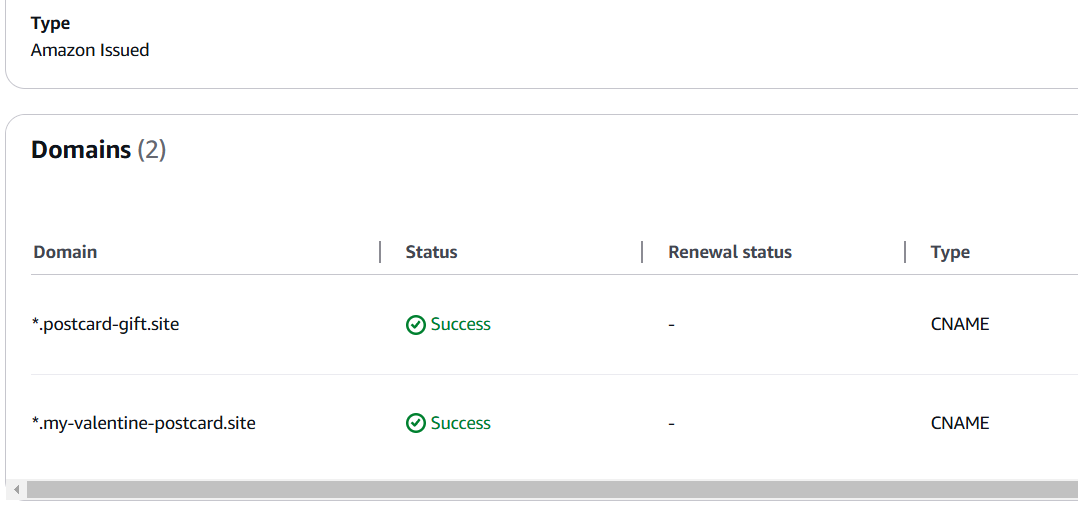 Type
Amazon Issued
Domains (2)
Domain Status Renewal status Type
*.postcard-gift.site Success - CNAME
*.my-valentine-postcard.site Success - CNAME